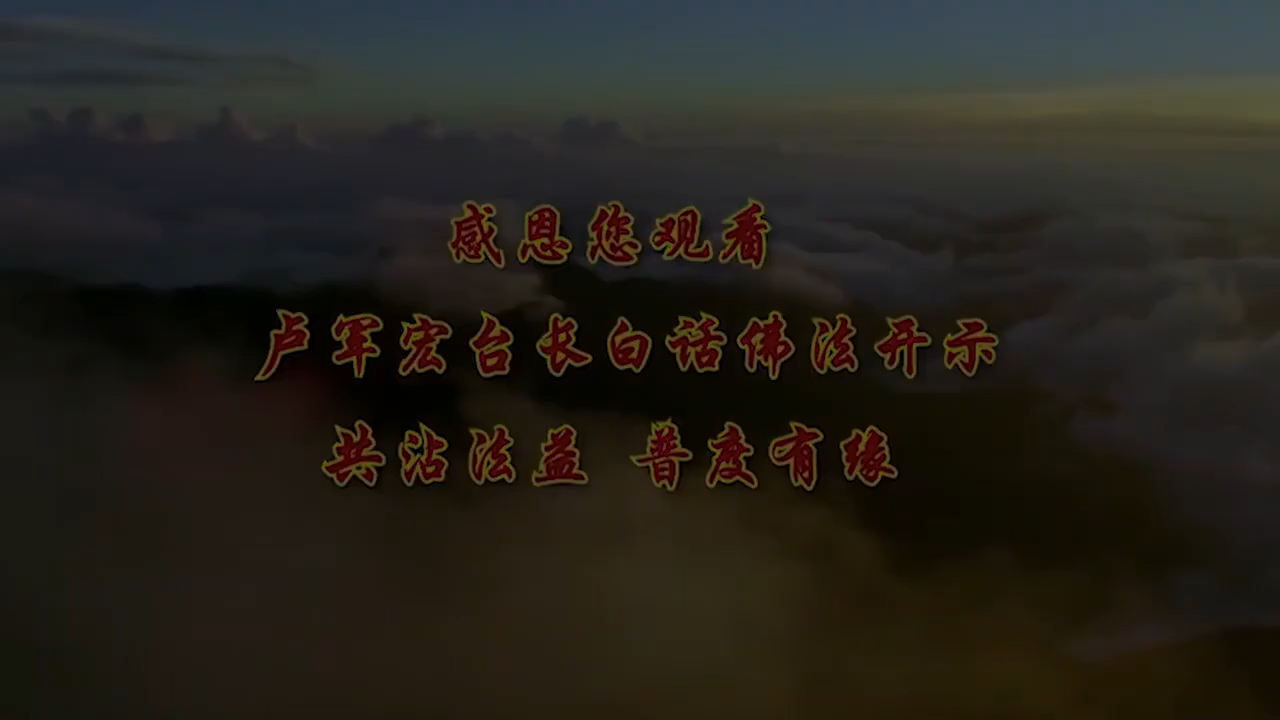 感恩您观看
卢军宏台长白话佛法开示
共沾法益 普度有缘